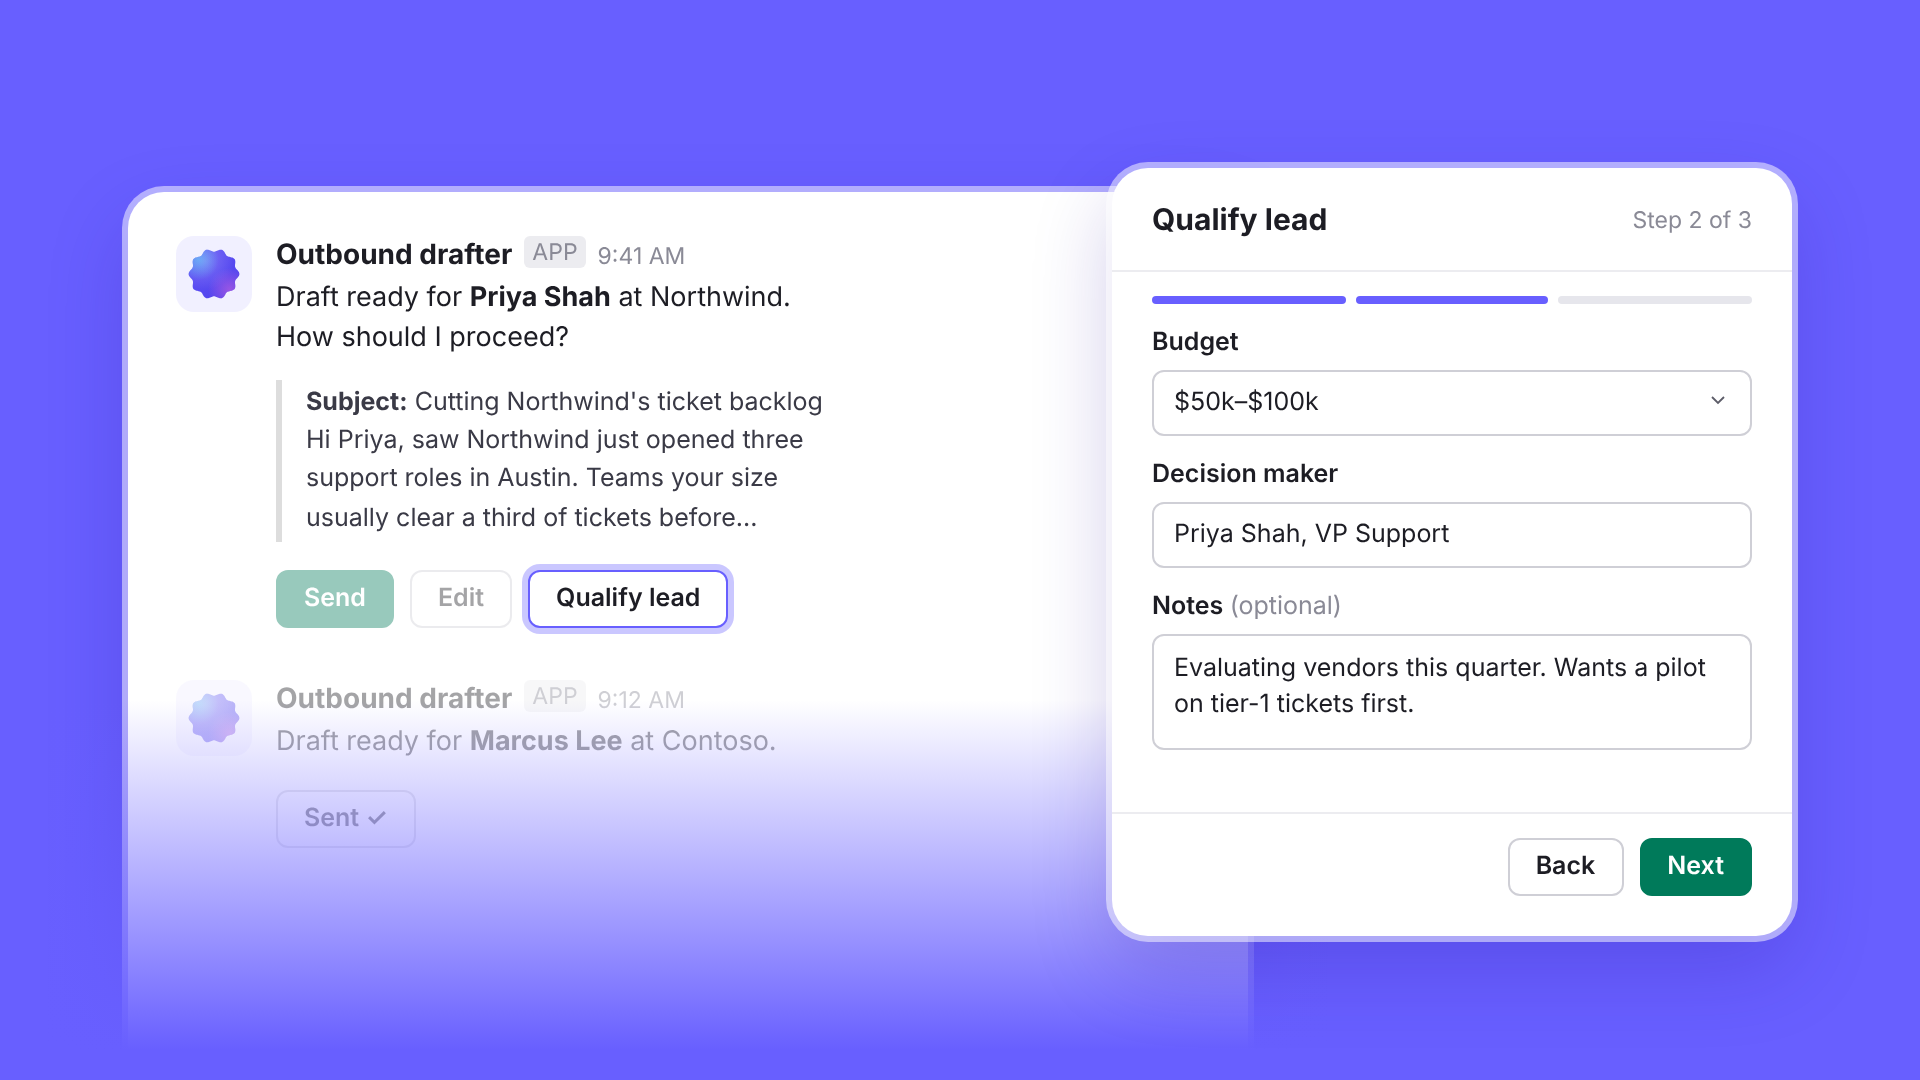 Outbound drafter APP 9:41 AM
Draft ready for Priya Shah at Northwind.
How should I proceed?
Subject: Cutting Northwind's ticket backlog
Hi Priya, saw Northwind just opened three
support roles in Austin. Teams your size
usually clear a third of tickets before...
Send Edit Qualify lead
Outbound drafter APP 9:12 AM
Draft ready for Marcus Lee at Contoso.
Sent ✓
Qualify lead Step 2 of 3
Budget
$50k–$100k
Decision maker
Priya Shah, VP Support
Notes (optional)
Evaluating vendors this quarter. Wants a pilot
on tier-1 tickets first.
Back Next